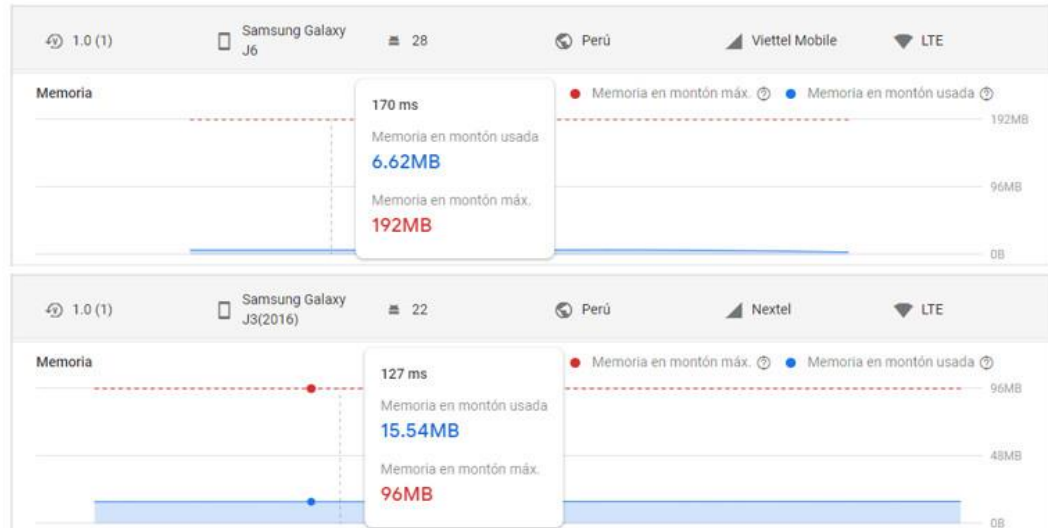 1.0 (1)
Samsung Galaxy
J6
28
Perú
Viettel Mobile
LTE
Memoria
Memoria en montón máx.
Memoria en montón usada
170 ms
Memoria en montón usada
6.62MB
Memoria en montón máx.
192MB
192MB
96MB
0B
1.0 (1)
Samsung Galaxy
J3(2016)
22
Perú
Nextel
LTE
Memoria
Memoria en montón máx.
Memoria en montón usada
127 ms
Memoria en montón usada
15.54MB
Memoria en montón máx.
96MB
96MB
48MB
0B